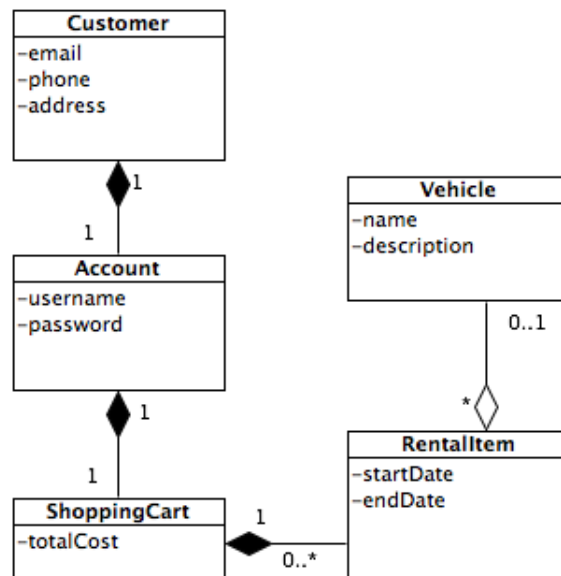 Customer
-email
-phone
-address
1
1
Account
-username
-password
1
1
ShoppingCart
-totalCost
1
0..*
Vehicle
-name
-description
0..1
*
RentalItem
-startDate
-endDate